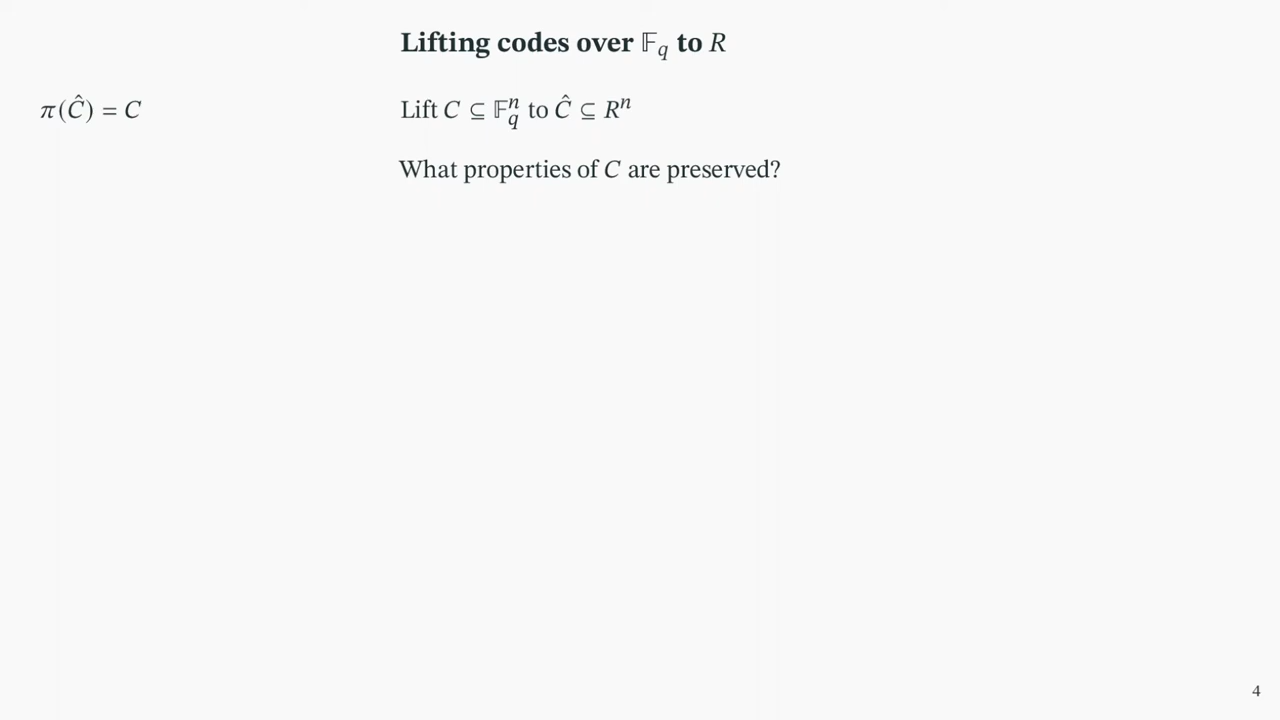 Lifting codes over 𝔽_q to R
π(Ĉ) = C
Lift C ⊆ 𝔽_q^n to Ĉ ⊆ R^n
What properties of C are preserved?
4